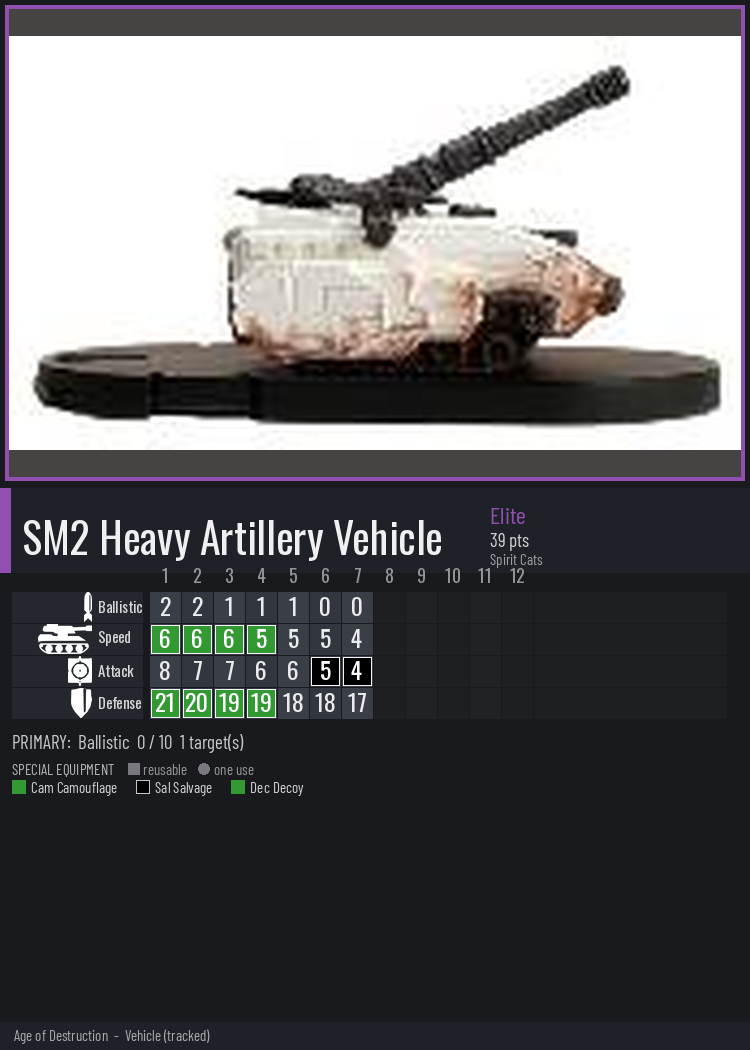 SM2 Heavy Artillery Vehicle
Elite
39 pts
Spirit Cats
1 2 3 4 5 6 7 8 9 10 11 12
Ballistic 2 2 1 1 1 0 0
Speed 6 6 6 5 5 5 4
Attack 8 7 7 6 6 5 4
Defense 21 20 19 19 18 18 17
PRIMARY: Ballistic 0 / 10 1 target(s)
SPECIAL EQUIPMENT reusable one use
Cam Camouflage Sal Salvage Dec Decoy
Age of Destruction - Vehicle (tracked)